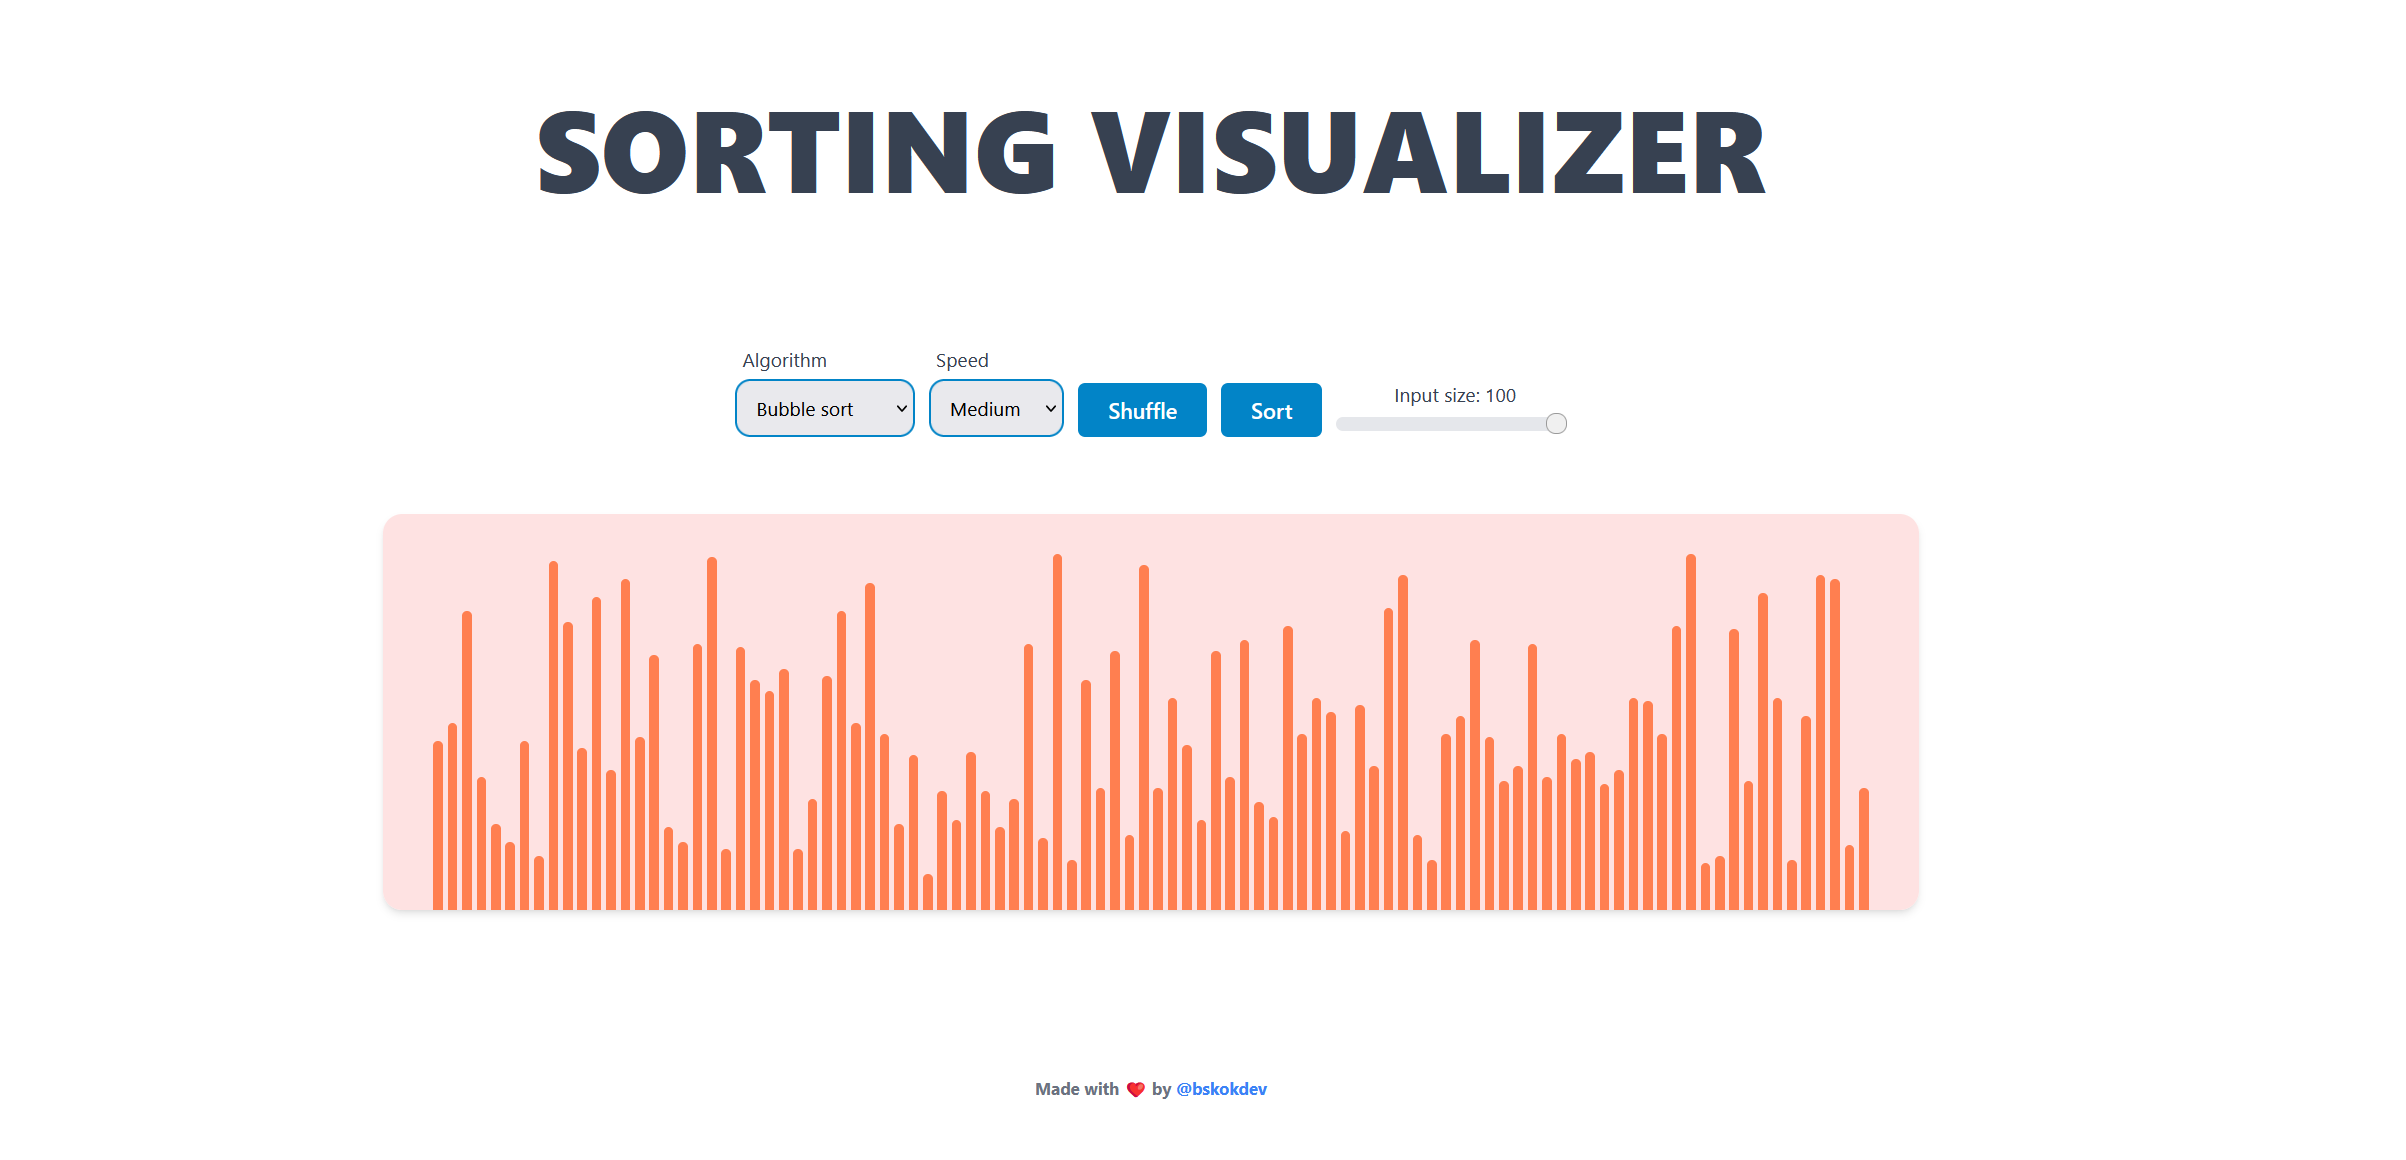 SORTING VISUALIZER
Algorithm
Speed
Bubble sort
Medium
Shuffle
Sort
Input size: 100
Made with ❤️ by @bskokdev